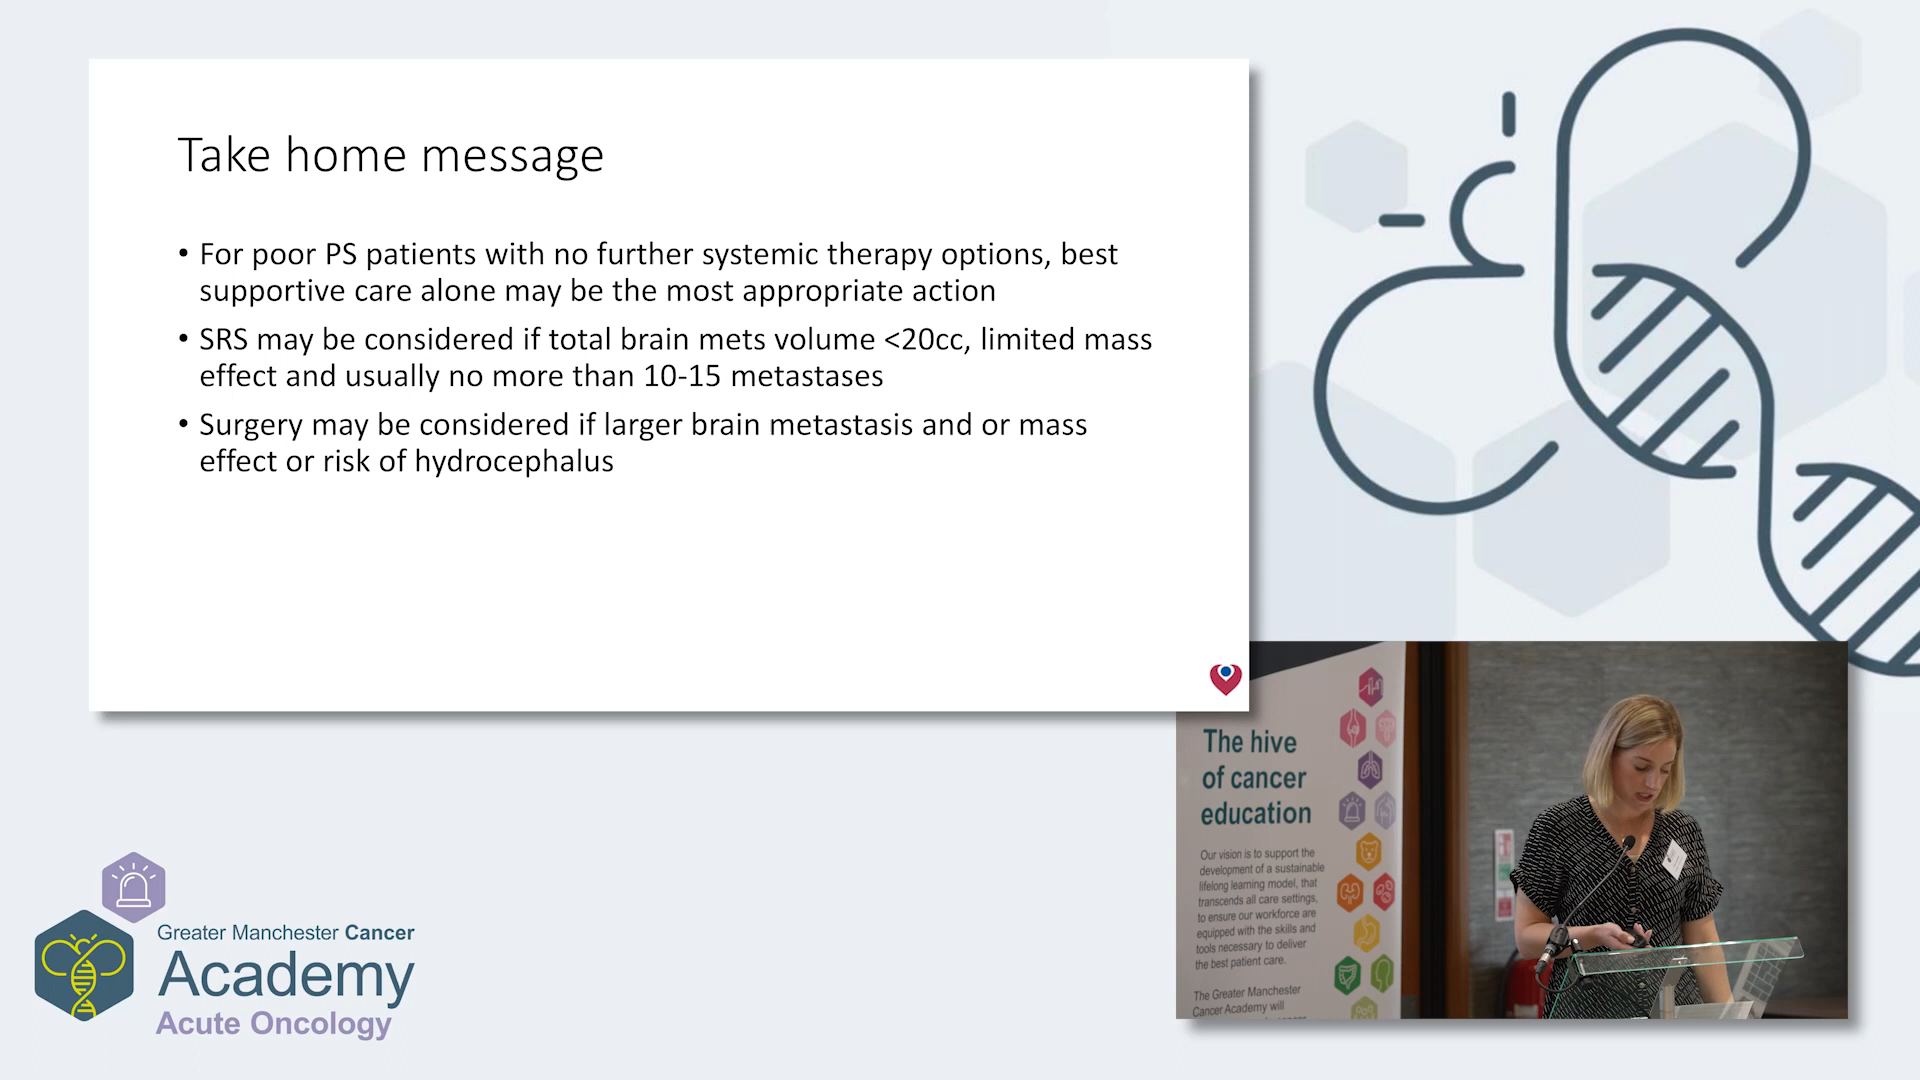 Take home message
• For poor PS patients with no further systemic therapy options, best
supportive care alone may be the most appropriate action
• SRS may be considered if total brain mets volume <20cc, limited mass
effect and usually no more than 10-15 metastases
• Surgery may be considered if larger brain metastasis and or mass
effect or risk of hydrocephalus
The hive
of cancer
education
Our vision is to support the
development of a sustainable
lifelong learning model, that
transcends all care settings,
to ensure our workforce are
equipped with the skills and
tools necessary to deliver
the best patient care.
The Greater Manchester
Cancer Academy will
Greater Manchester Cancer
Academy
Acute Oncology